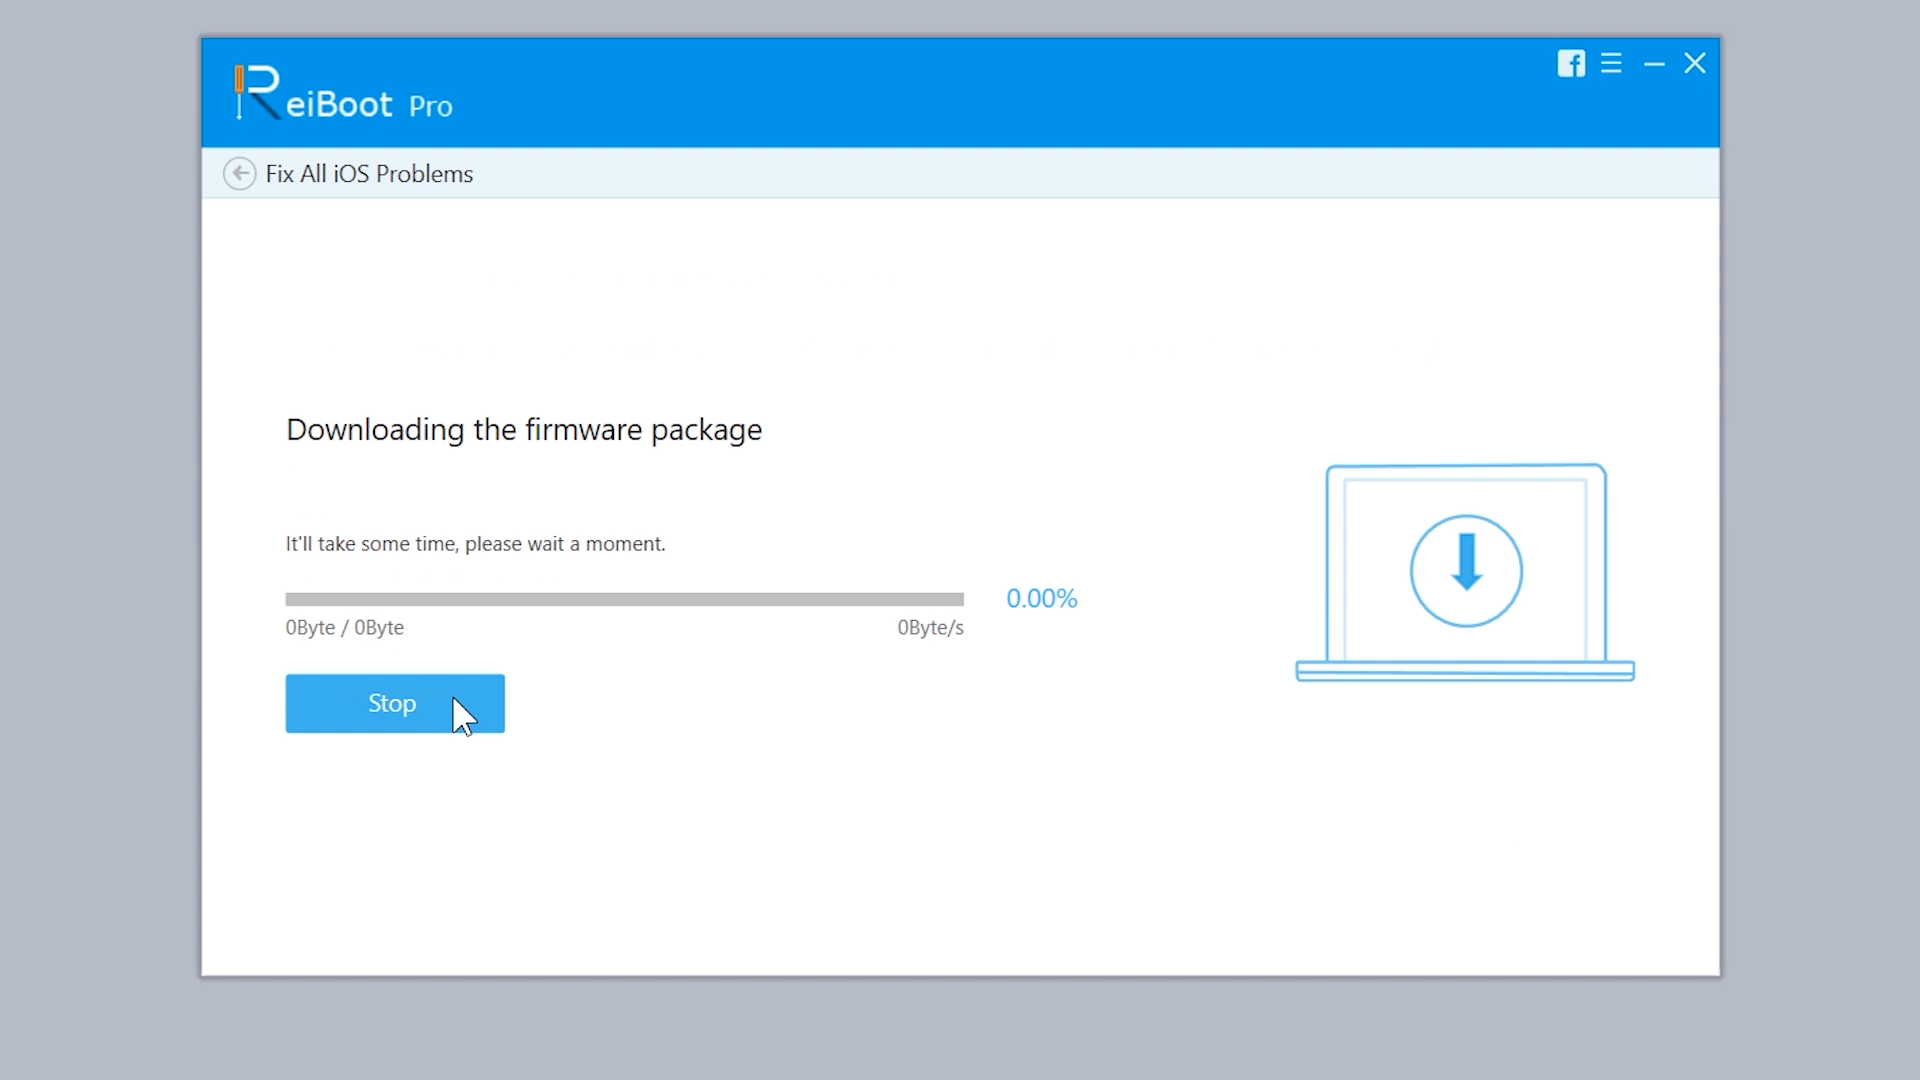 ReiBoot Pro
Fix All iOS Problems
Downloading the firmware package
It'll take some time, please wait a moment.
0.00%
0Byte / 0Byte 0Byte/s
Stop